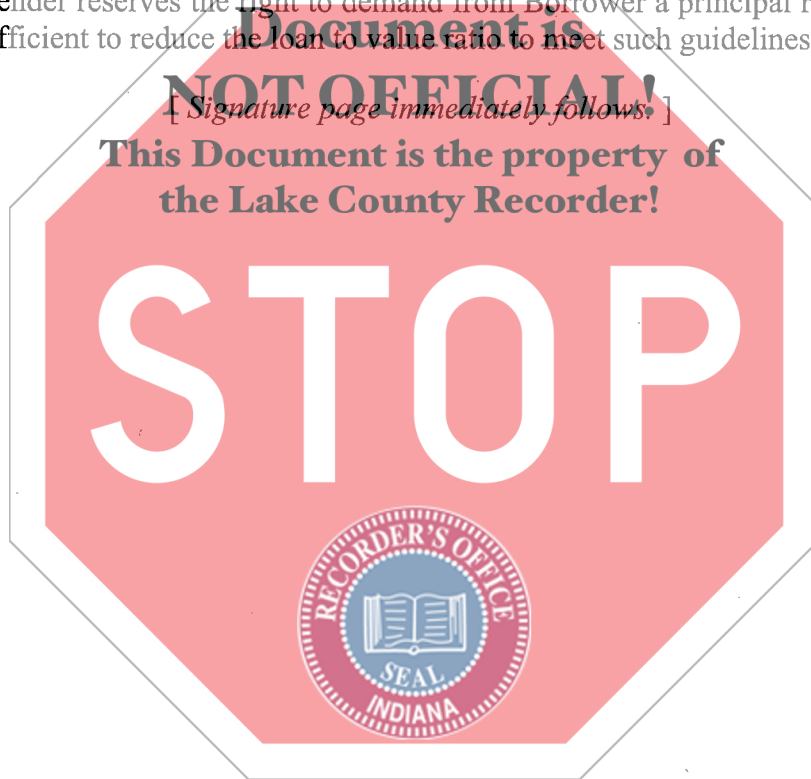 ender reserves the right to demand from Borrower a principal r
Document is
fficient to reduce the loan to value ratio to meet such guidelines
NOT OFFICIAL!
[ Signature page immediately follows. ]
This Document is the property of
the Lake County Recorder!
STOP
RECORDER'S OFFICE
SEAL
INDIANA